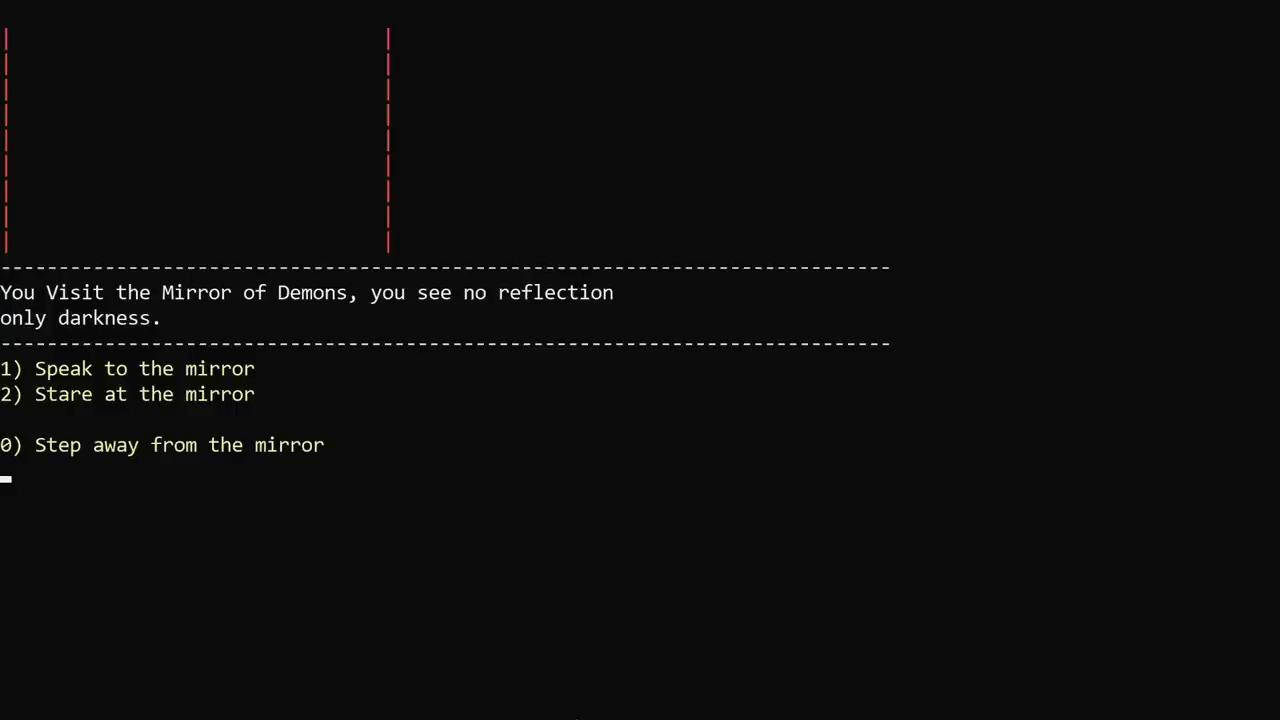 You Visit the Mirror of Demons, you see no reflection
only darkness.
1) Speak to the mirror
2) Stare at the mirror
0) Step away from the mirror